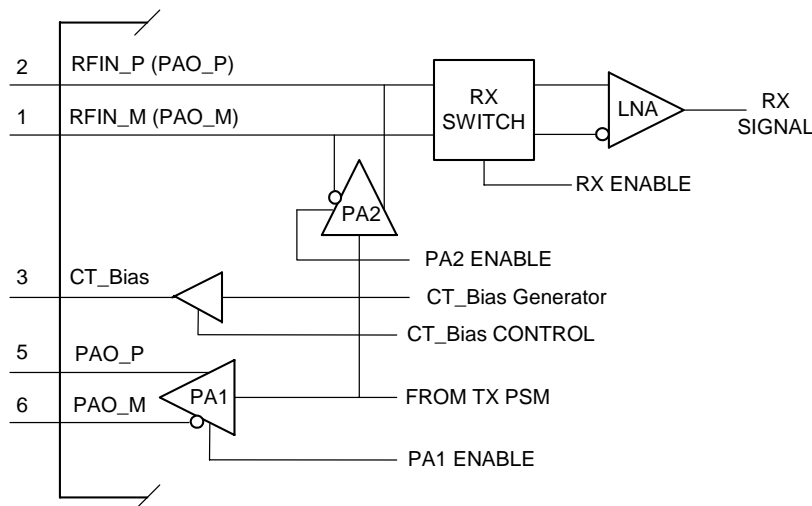 2
RFIN_P (PAO_P)
1
RFIN_M (PAO_M)
RX
SWITCH
LNA
RX
SIGNAL
RX ENABLE
PA2
PA2 ENABLE
3
CT_Bias
CT_Bias Generator
CT_Bias CONTROL
5
PAO_P
6
PAO_M
PA1
FROM TX PSM
PA1 ENABLE